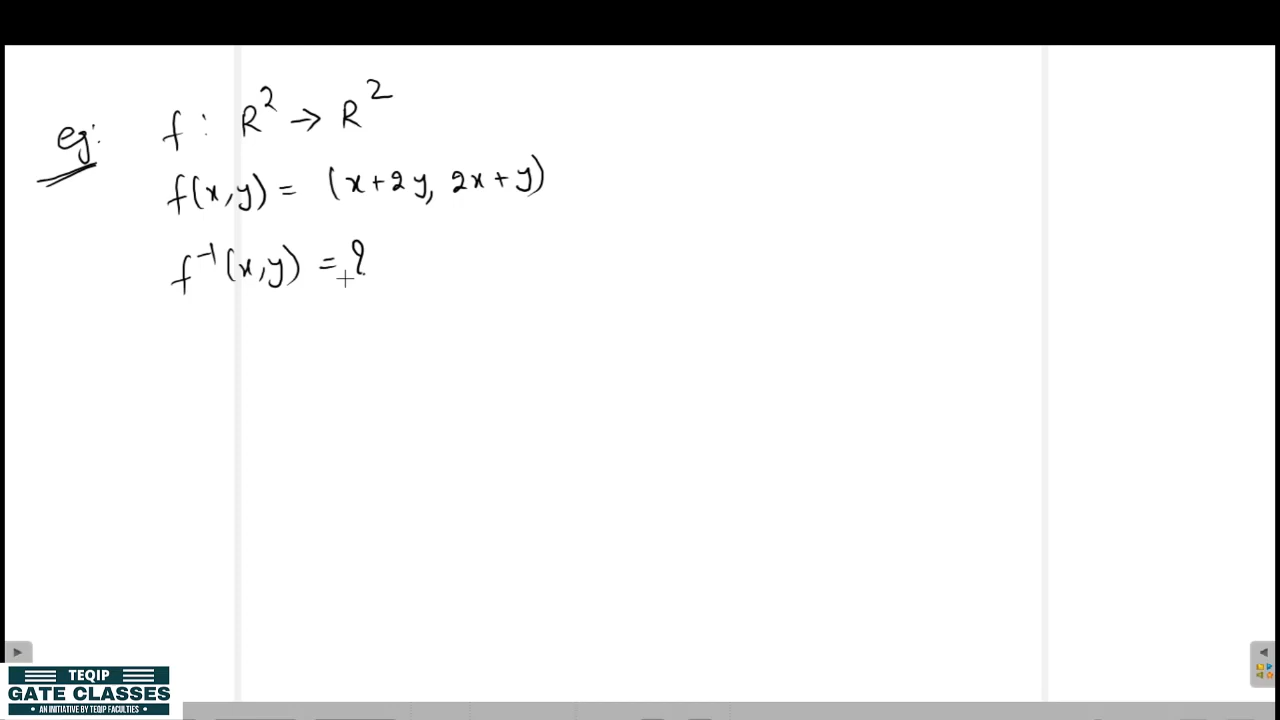 eg: f : R² → R²
f(x,y) = (x+2y, 2x+y)
f⁻¹(x,y) = ?
TEQIP
GATE CLASSES
• AN INITIATIVE BY TEQIP FACULTIES •